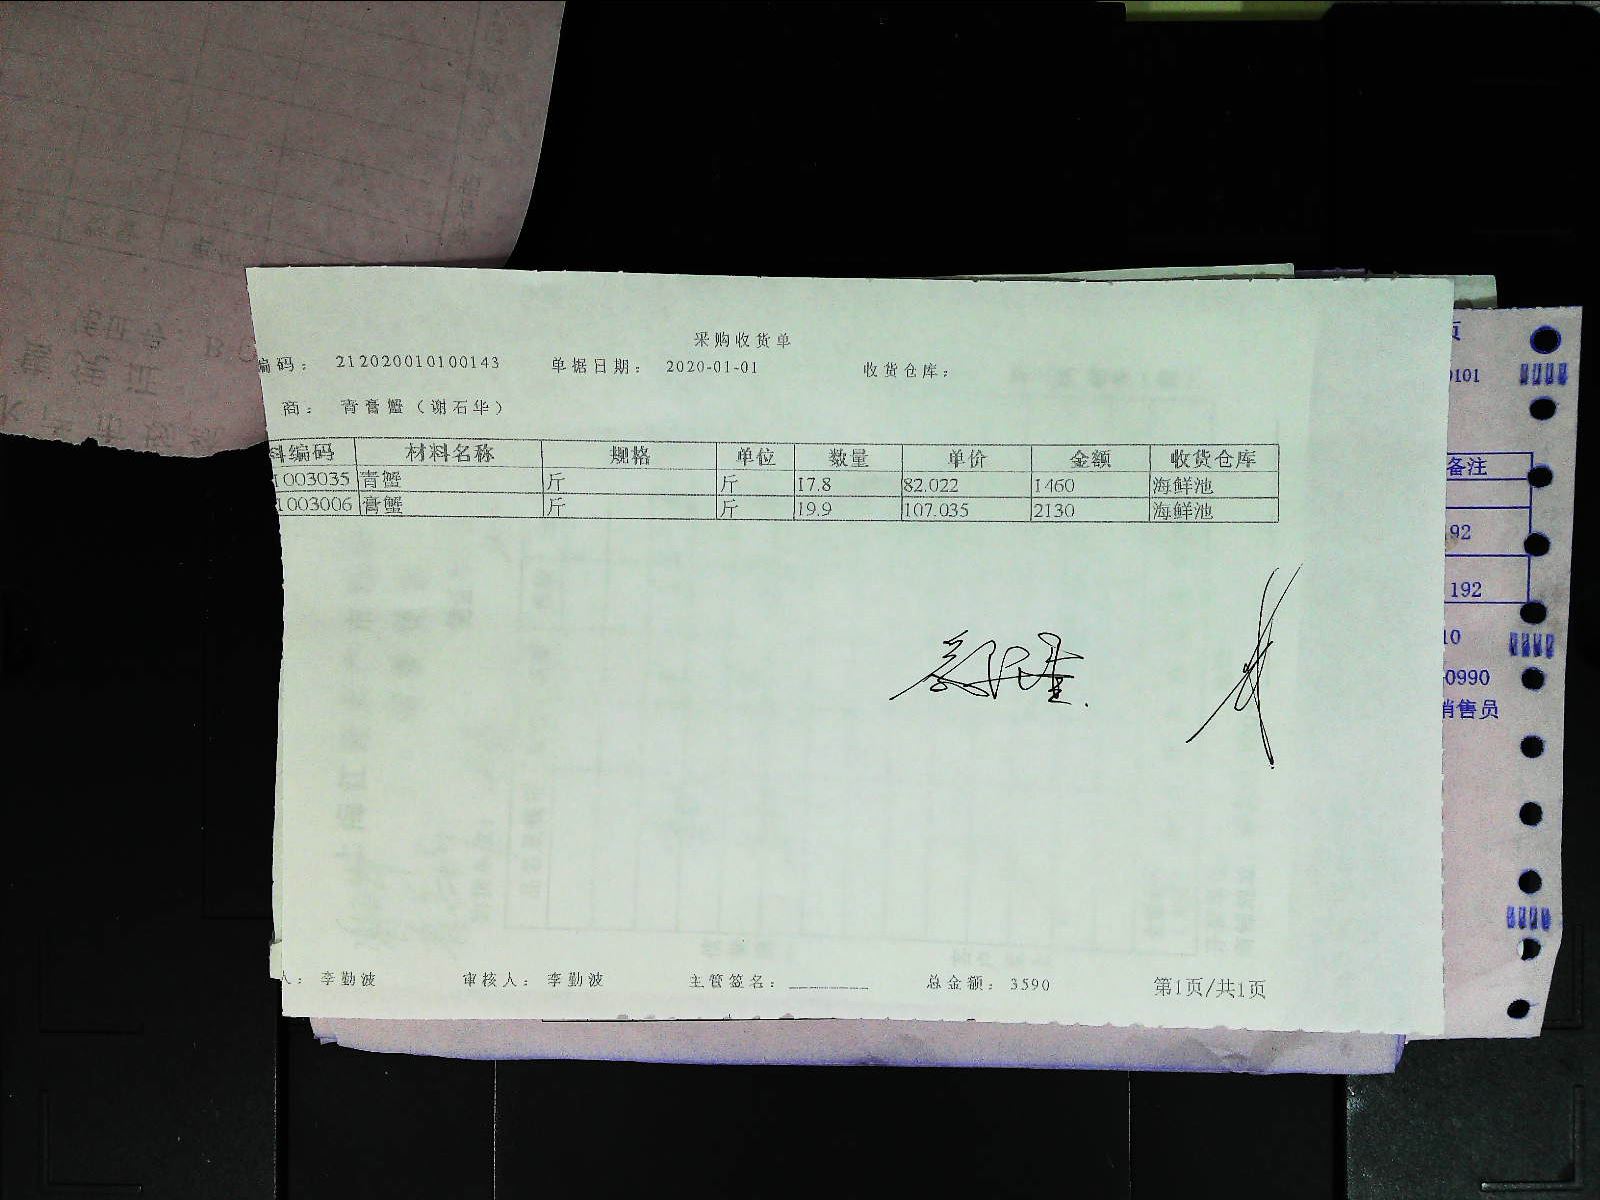 采购收货单
编码： 212020010100143 单据日期： 2020-01-01 收货仓库：
商： 青膏蟹（谢石华）
料编码 材料名称 规格 单位 数量 单价 金额 收货仓库
1003035 青蟹 斤 斤 17.8 82.022 1460 海鲜池
1003006 膏蟹 斤 斤 19.9 107.035 2130 海鲜池
人： 李勤波 审核人： 李勤波 主管签名： 总金额： 3590 第1页/共1页
页
0101
备注
192
192
10
-0990
销售员